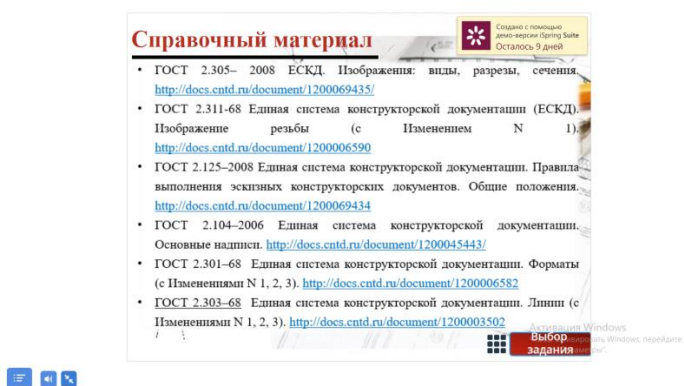 Справочный материал
Создано с помощью
демо-версии iSpring Suite
Осталось 9 дней
• ГОСТ 2.305– 2008 ЕСКД. Изображения: виды, разрезы, сечения.
http://docs.cntd.ru/document/1200069435/
• ГОСТ 2.311-68 Единая система конструкторской документации (ЕСКД).
Изображение резьбы (с Изменением N 1).
http://docs.cntd.ru/document/1200006590
• ГОСТ 2.125–2008 Единая система конструкторской документации. Правила
выполнения эскизных конструкторских документов. Общие положения.
http://docs.cntd.ru/document/1200069434
• ГОСТ 2.104–2006 Единая система конструкторской документации.
Основные надписи. http://docs.cntd.ru/document/1200045443/
• ГОСТ 2.301–68 Единая система конструкторской документации. Форматы
(с Изменениями N 1, 2, 3). http://docs.cntd.ru/document/1200006582
• ГОСТ 2.303–68 Единая система конструкторской документации. Линии (с
Изменениями N 1, 2, 3). http://docs.cntd.ru/document/1200003502
Активация Windows
Windows, перейдите
Выбор
задания